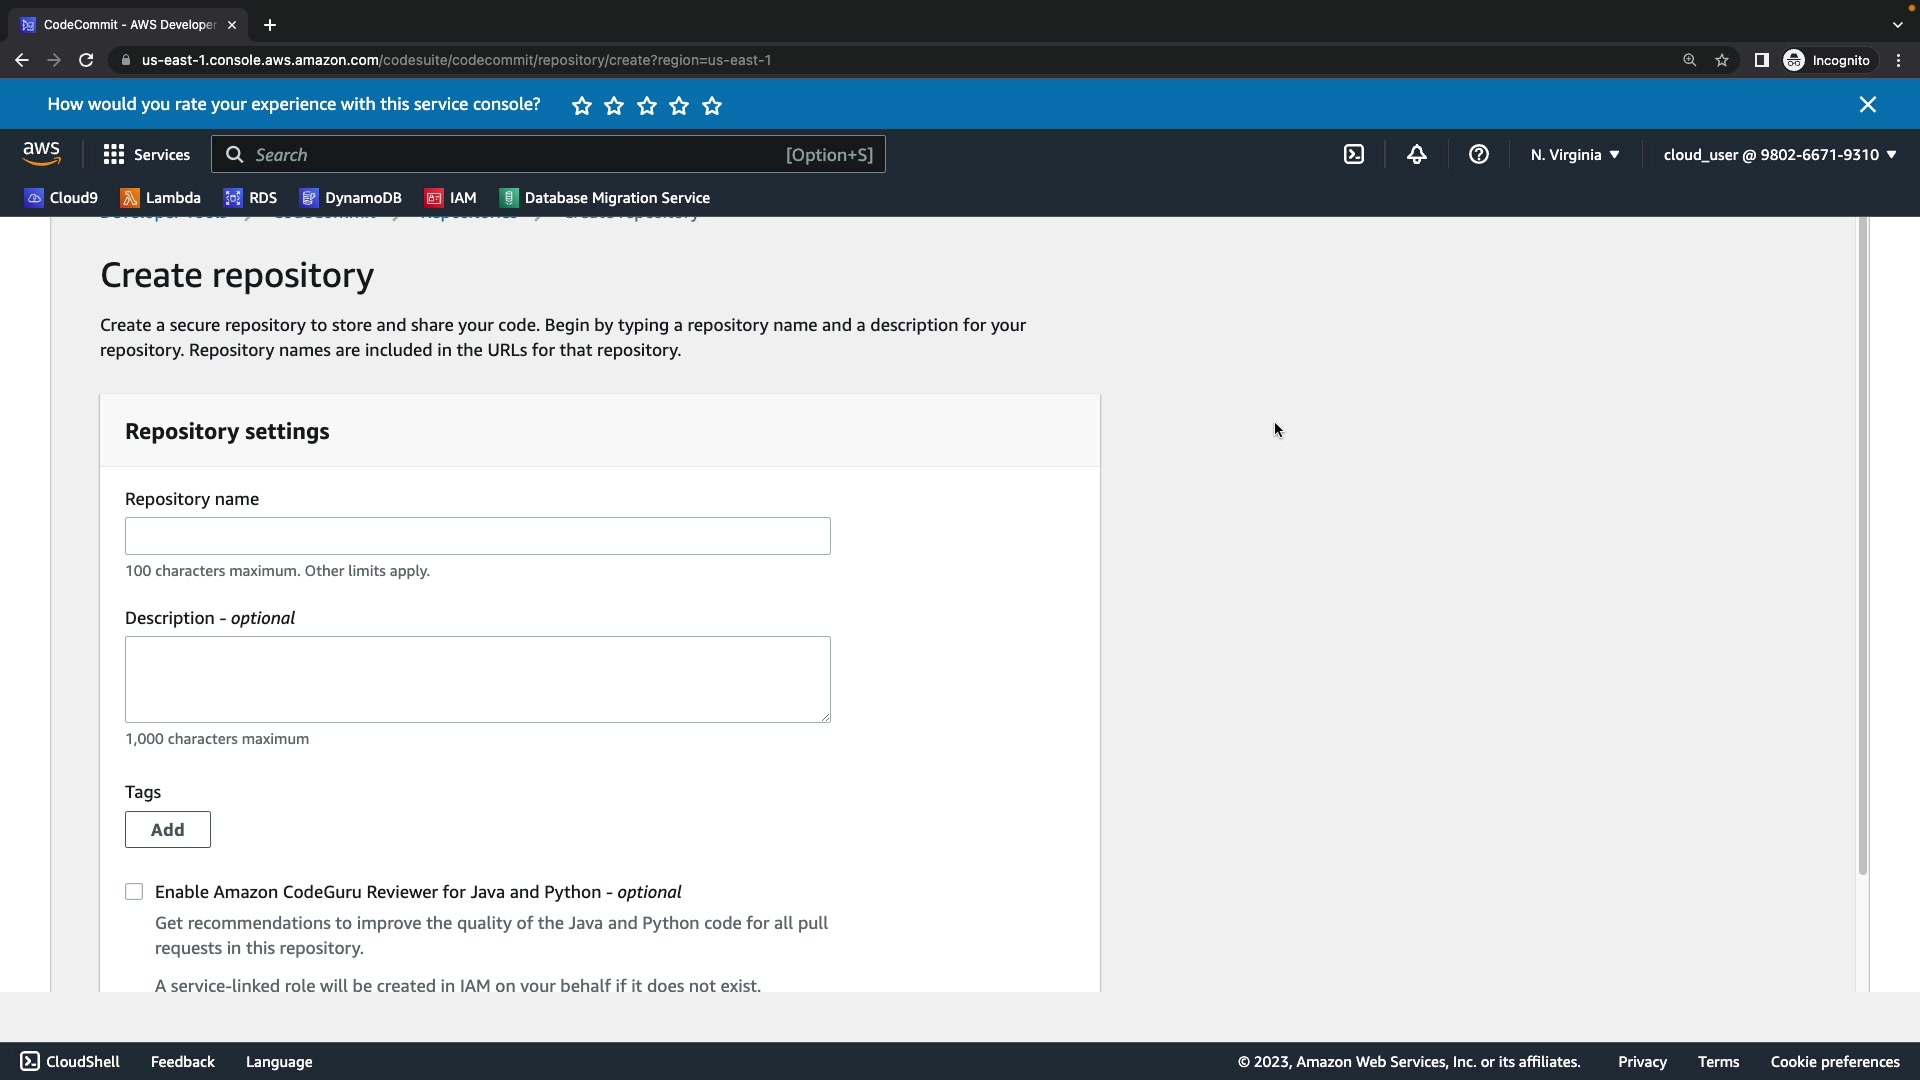 CodeCommit - AWS Developer
us-east-1.console.aws.amazon.com/codesuite/codecommit/repository/create?region=us-east-1
Incognito
How would you rate your experience with this service console?
aws
Services
Search
[Option+S]
N. Virginia
cloud_user @ 9802-6671-9310
Cloud9
Lambda
RDS
DynamoDB
IAM
Database Migration Service
Create repository
Create a secure repository to store and share your code. Begin by typing a repository name and a description for your
repository. Repository names are included in the URLs for that repository.
Repository settings
Repository name
100 characters maximum. Other limits apply.
Description - optional
1,000 characters maximum
Tags
Add
Enable Amazon CodeGuru Reviewer for Java and Python - optional
Get recommendations to improve the quality of the Java and Python code for all pull
requests in this repository.
A service-linked role will be created in IAM on your behalf if it does not exist.
CloudShell
Feedback
Language
© 2023, Amazon Web Services, Inc. or its affiliates.
Privacy
Terms
Cookie preferences